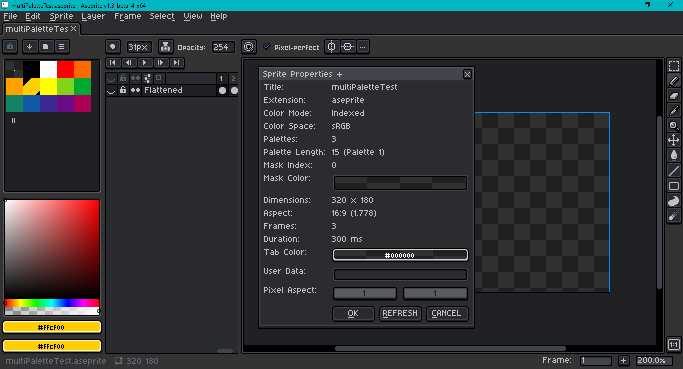 multiPaletteTest.aseprite - Aseprite v1.3-beta14-x64
File Edit Sprite Layer Frame Select View Help
multiPaletteTes
31px Opacity: 254 Pixel-perfect
1 2
Flattened
Sprite Properties +
Title: multiPaletteTest
Extension: aseprite
Color Mode: Indexed
Color Space: sRGB
Palettes: 3
Palette Length: 15 (Palette 1)
Mask Index: 0
Mask Color:
Dimensions: 320 x 180
Aspect: 16:9 (1.778)
Frames: 3
Duration: 300 ms
Tab Color: #000000
User Data:
Pixel Aspect: 1 1
OK REFRESH CANCEL
#FFCF00
#FFCF00
1:1
multiPaletteTest.aseprite 320 180 Frame: 1 + 200.0%